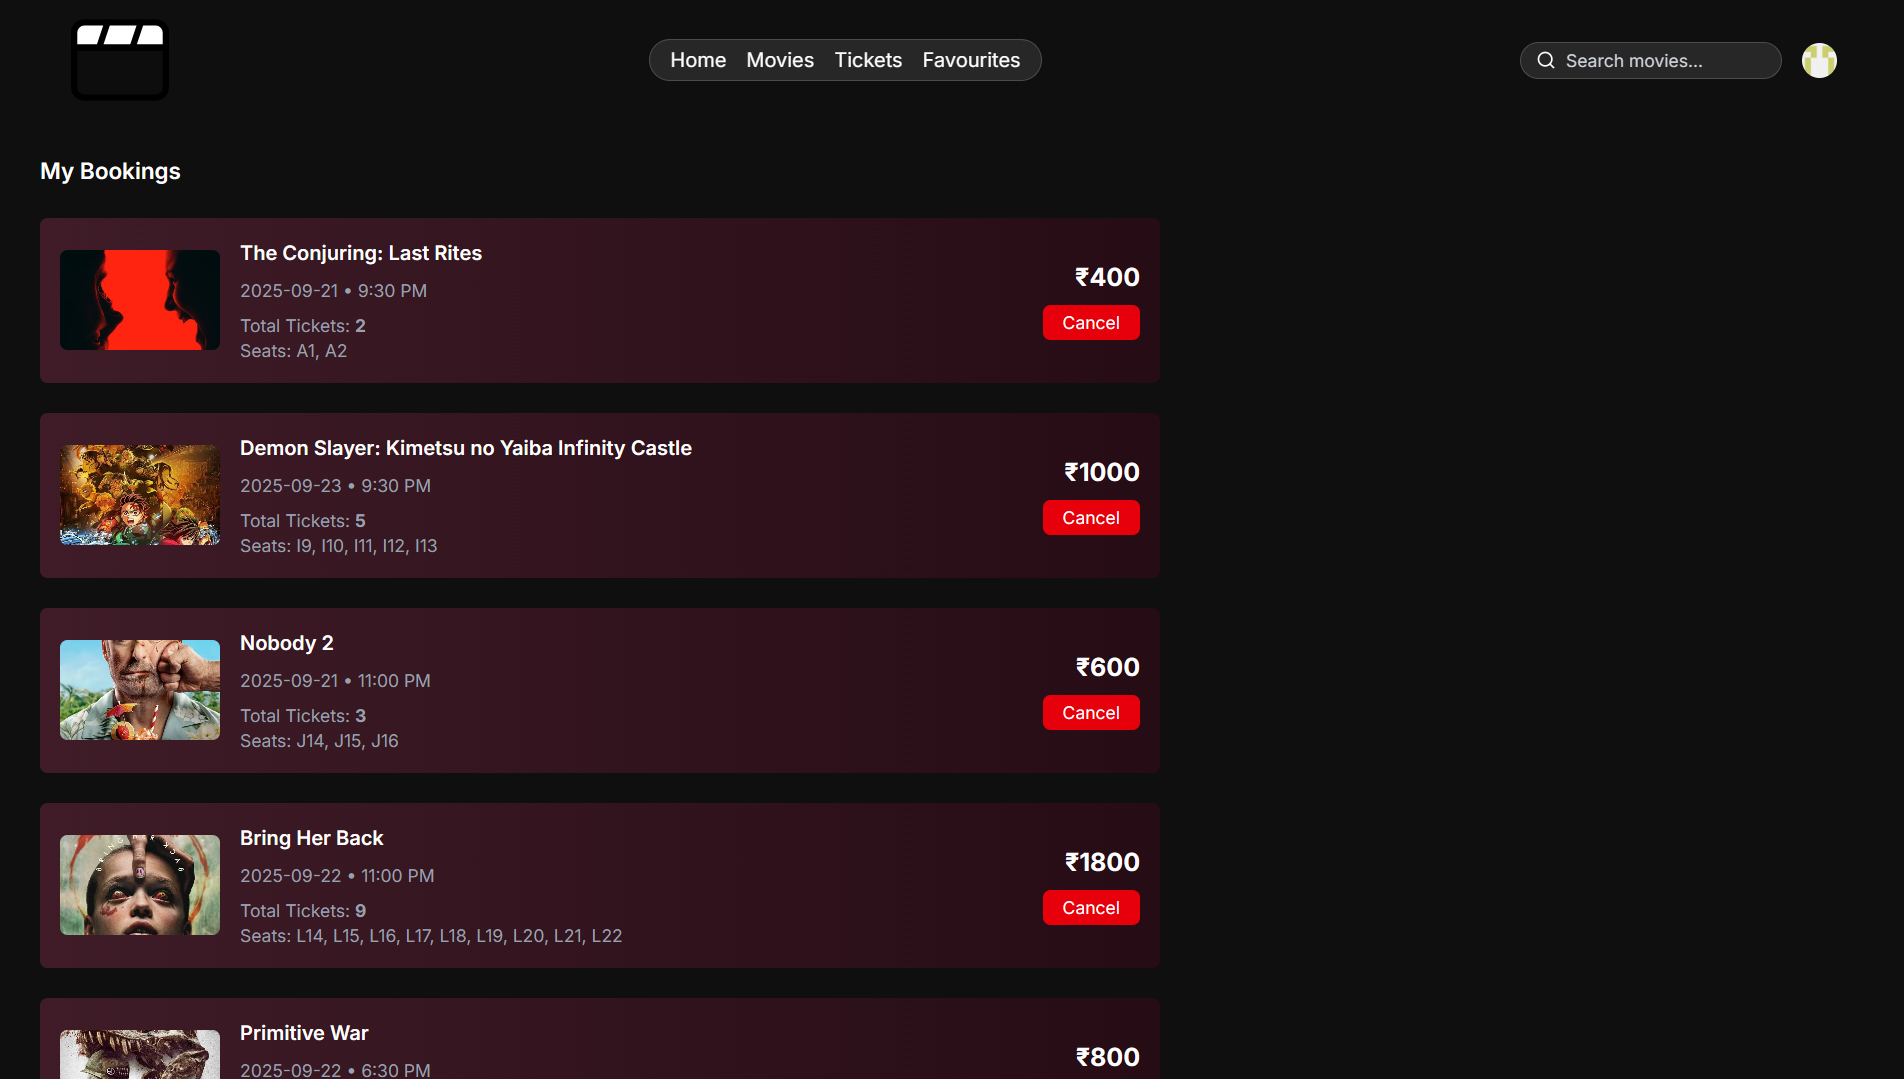 Home Movies Tickets Favourites
Search movies...
My Bookings
The Conjuring: Last Rites
2025-09-21 • 9:30 PM
Total Tickets: 2
Seats: A1, A2
₹400
Cancel
Demon Slayer: Kimetsu no Yaiba Infinity Castle
2025-09-23 • 9:30 PM
Total Tickets: 5
Seats: I9, I10, I11, I12, I13
₹1000
Cancel
Nobody 2
2025-09-21 • 11:00 PM
Total Tickets: 3
Seats: J14, J15, J16
₹600
Cancel
Bring Her Back
2025-09-22 • 11:00 PM
Total Tickets: 9
Seats: L14, L15, L16, L17, L18, L19, L20, L21, L22
₹1800
Cancel
Primitive War
2025-09-22 • 6:30 PM
₹800